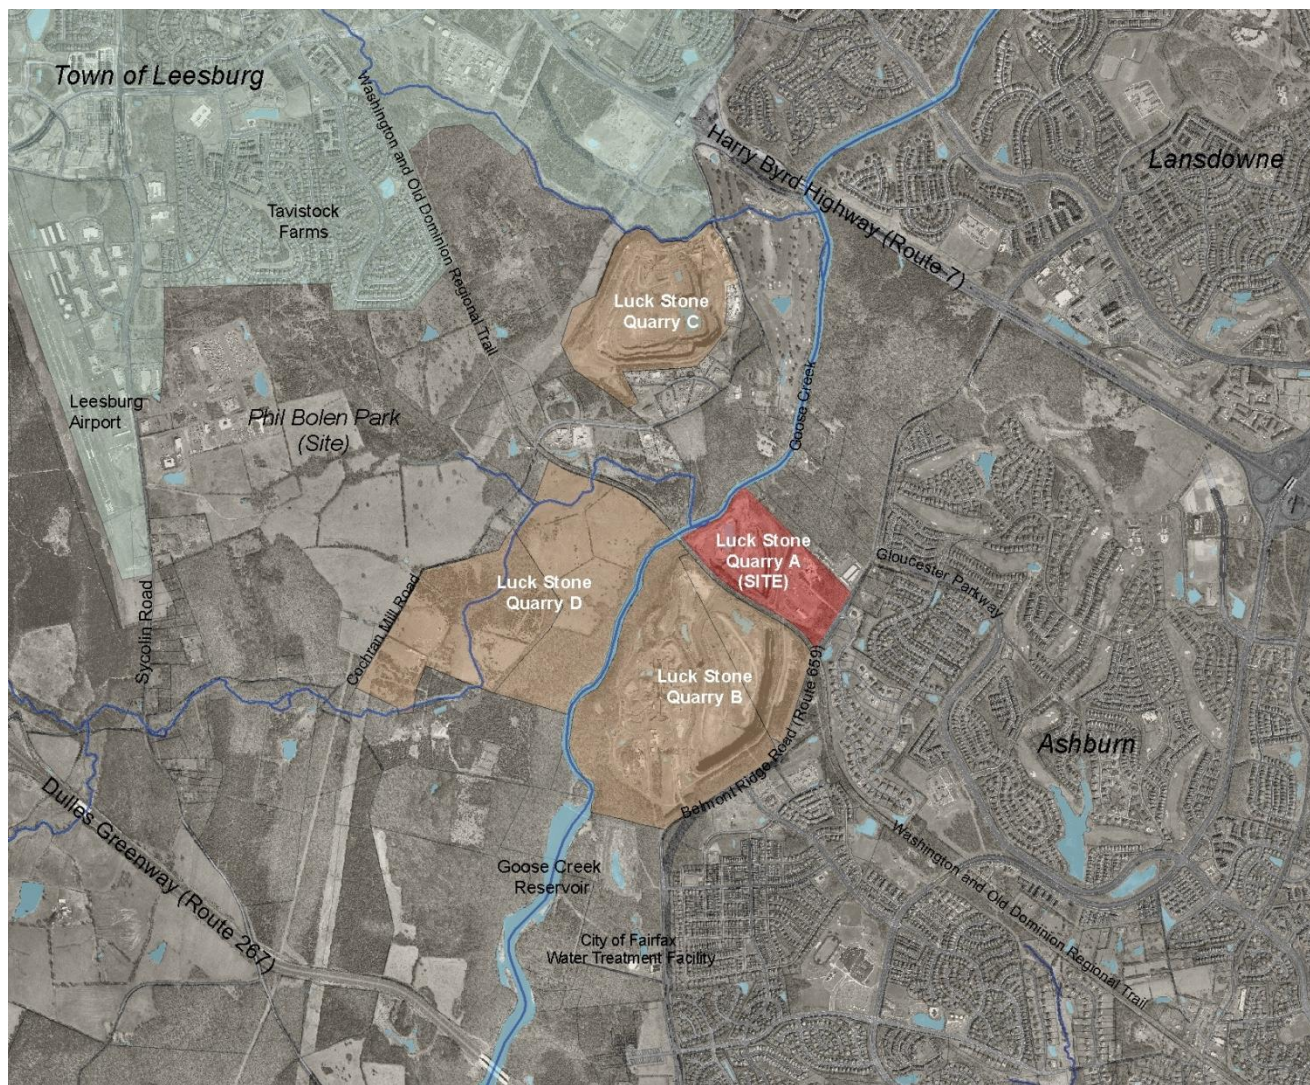 Town of Leesburg
Washington and Old Dominion Regional Trail
Harry Byrd Highway (Route 7)
Lansdowne
Tavistock
Farms
Luck Stone
Quarry C
Leesburg
Airport
Phil Bolen Park
(Site)
Goose Creek
Luck Stone
Quarry A
(SITE)
Gloucester Parkway
Luck Stone
Quarry D
Cochran Mill Road
Sycolin Road
Luck Stone
Quarry B
Belmont Ridge Road (Route 659)
Ashburn
Dulles Greenway (Route 267)
Goose Creek
Reservoir
Washington and Old Dominion Regional Trail
City of Fairfax
Water Treatment Facility